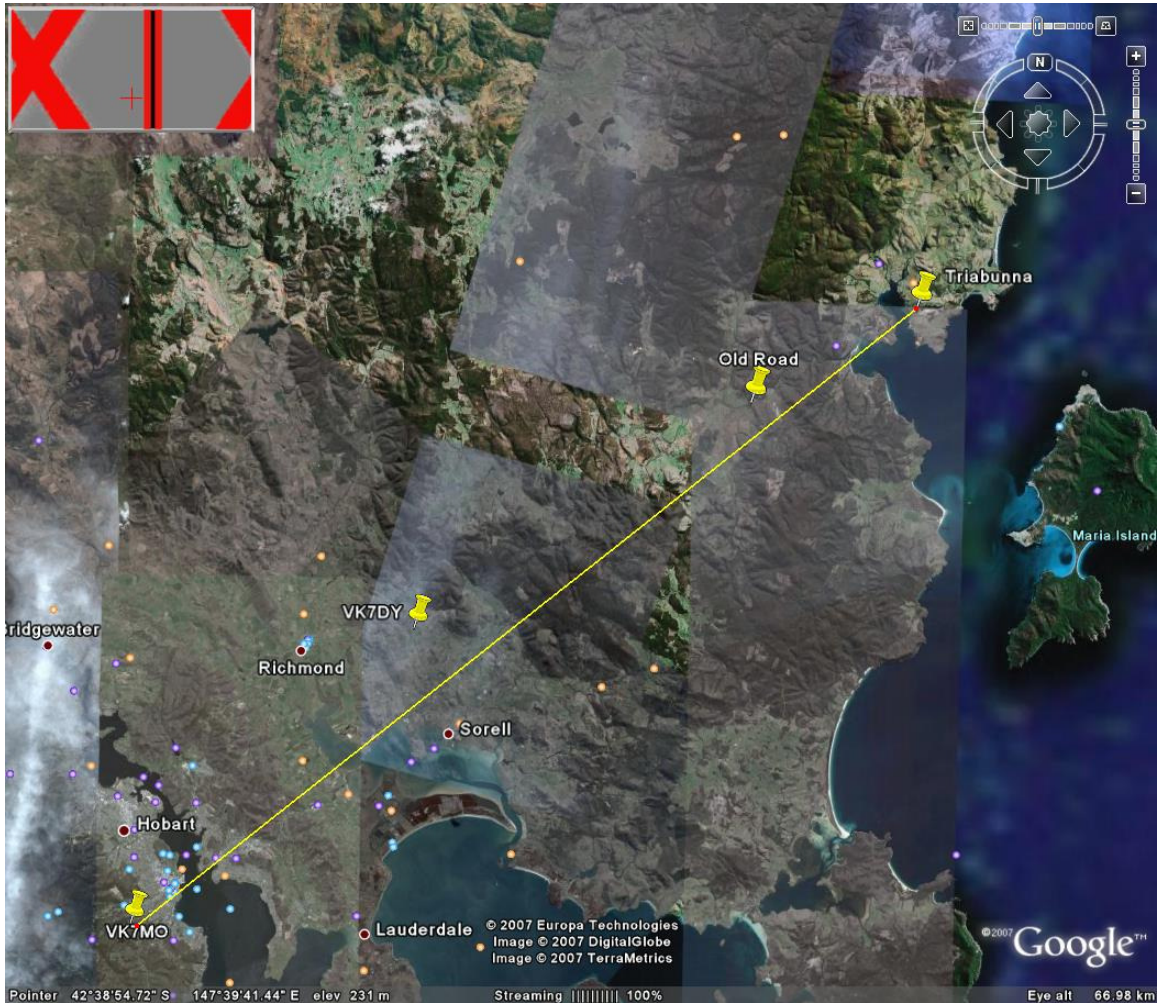 N
Triabunna
Old Road
Maria Island
VK7DY
Bridgewater
Richmond
Sorell
Hobart
VK7MO
Lauderdale
© 2007 Europa Technologies
Image © 2007 DigitalGlobe
Image © 2007 TerraMetrics
©2007 Google™
Pointer 42°38'54.72" S 147°39'41.44" E elev 231 m Streaming |||||||||| 100% Eye alt 66.98 km